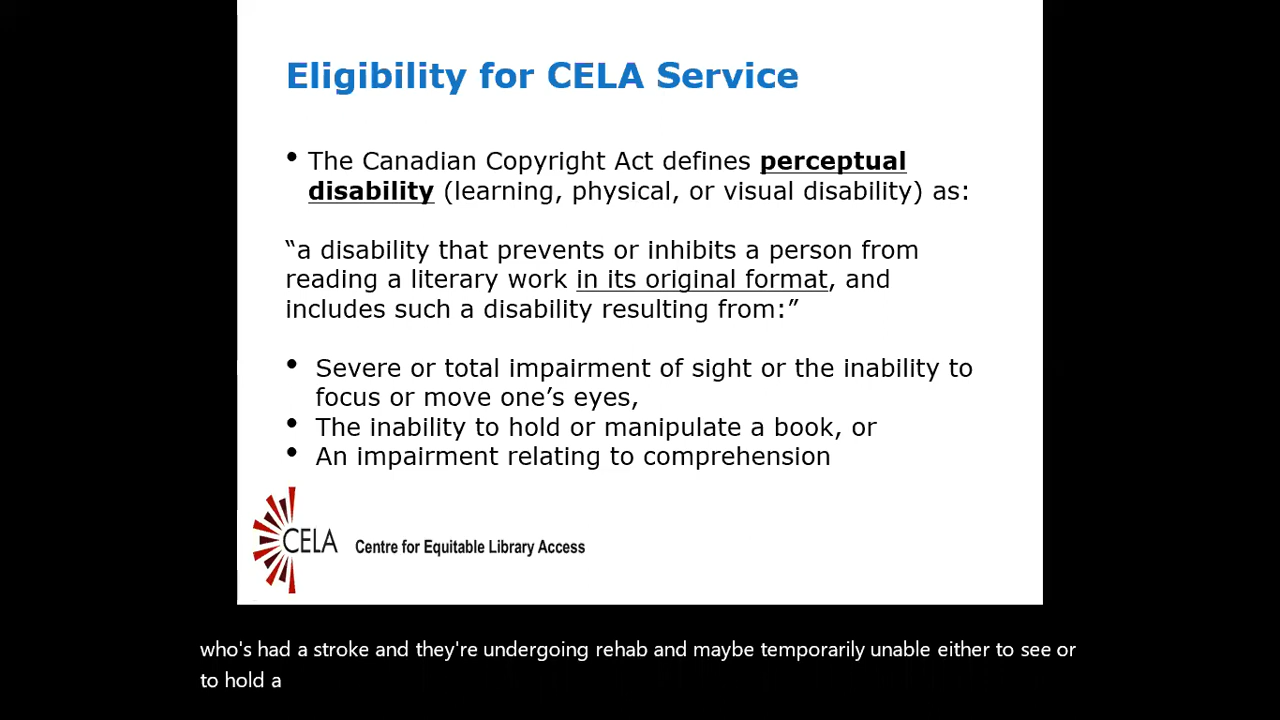 Eligibility for CELA Service
• The Canadian Copyright Act defines perceptual
disability (learning, physical, or visual disability) as:
“a disability that prevents or inhibits a person from
reading a literary work in its original format, and
includes such a disability resulting from:”
• Severe or total impairment of sight or the inability to
focus or move one’s eyes,
• The inability to hold or manipulate a book, or
• An impairment relating to comprehension
CELA Centre for Equitable Library Access
who's had a stroke and they're undergoing rehab and maybe temporarily unable either to see or
to hold a